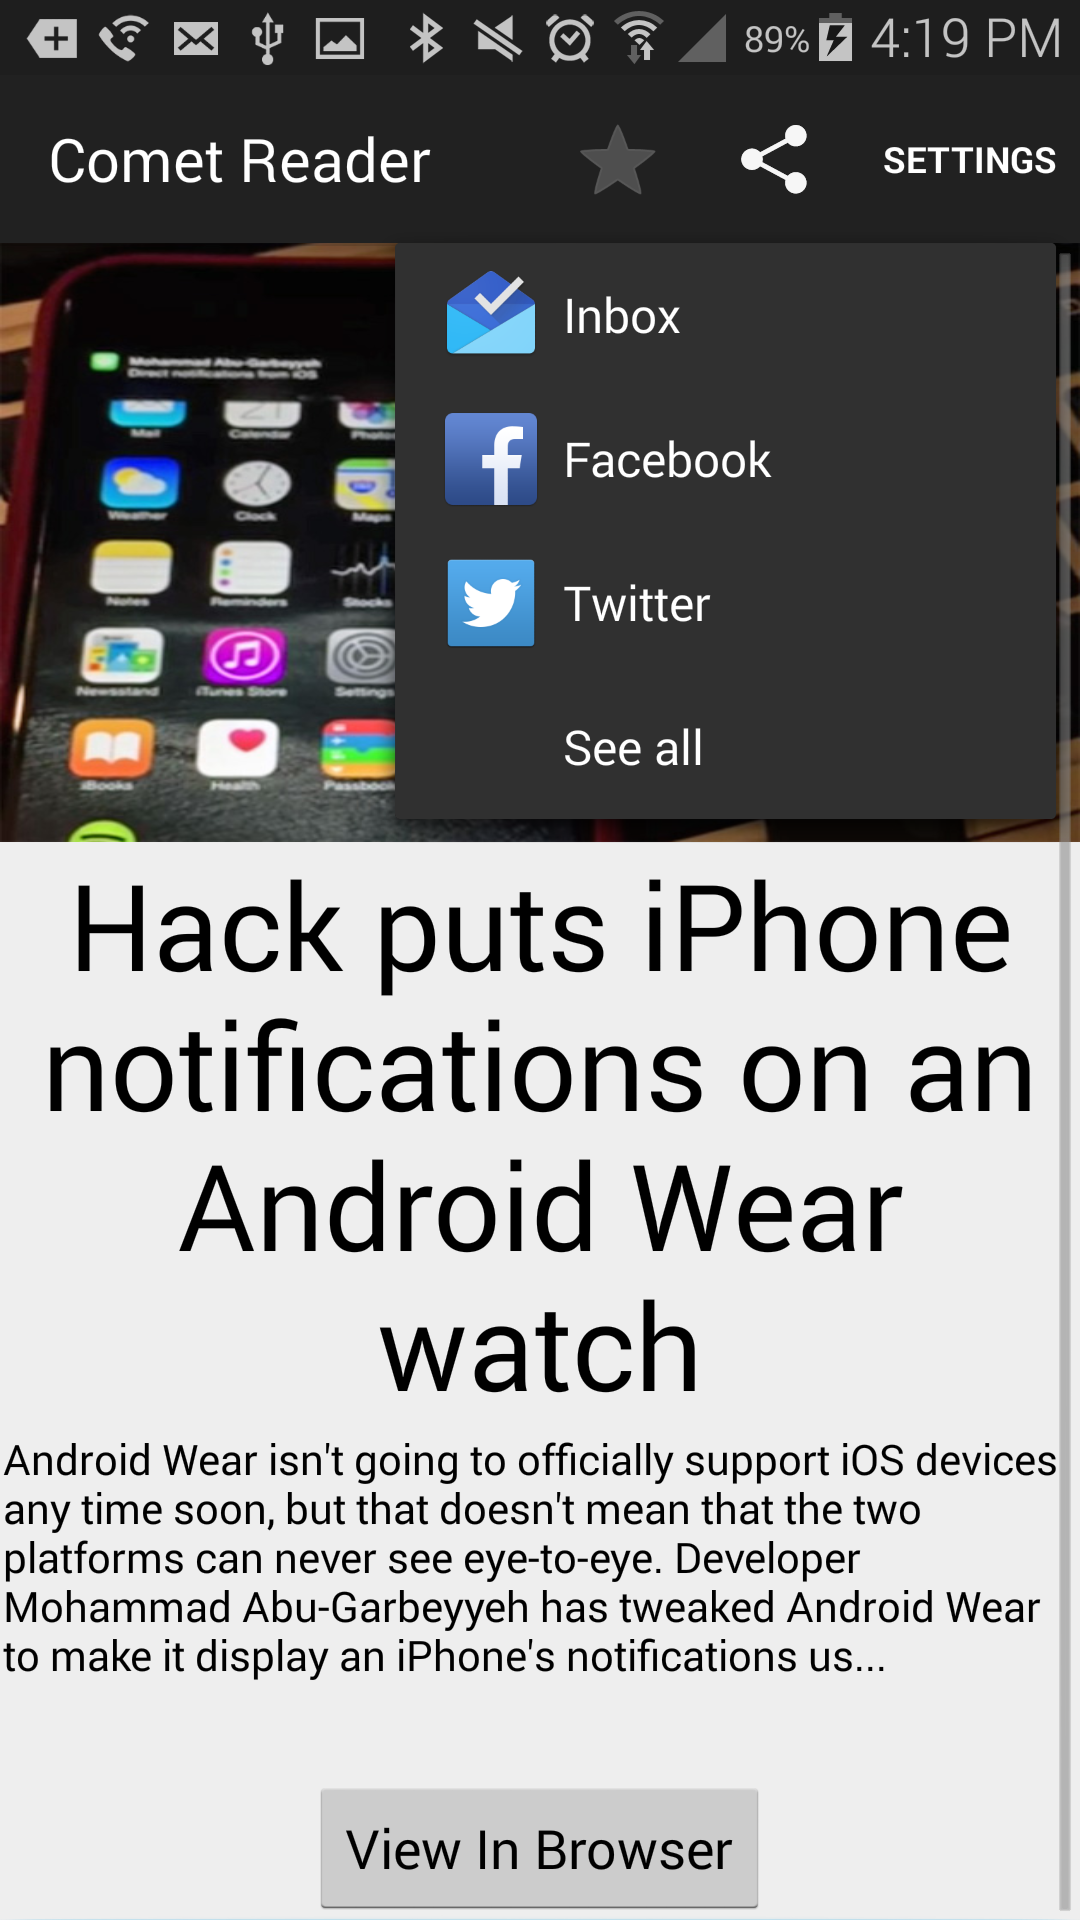 89% 4:19 PM
Comet Reader SETTINGS
Inbox
Facebook
Twitter
See all
Mohammad Abu-Garbeyyeh
Direct notifications from iOS
Mail Calendar Photos
Weather Clock Maps
Notes Reminders Stocks
Newsstand iTunes Store Settings
iBooks Health Passbook
Hack puts iPhone
notifications on an
Android Wear
watch
Android Wear isn't going to officially support iOS devices
any time soon, but that doesn't mean that the two
platforms can never see eye-to-eye. Developer
Mohammad Abu-Garbeyyeh has tweaked Android Wear
to make it display an iPhone's notifications us...
View In Browser